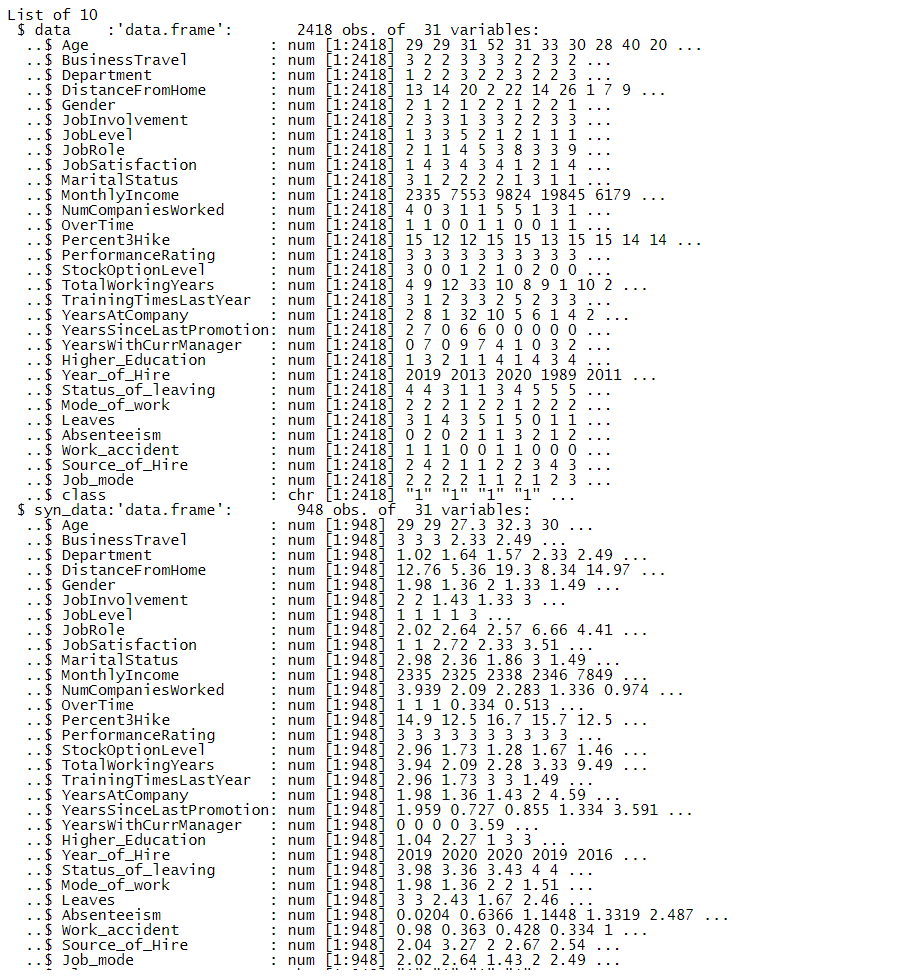 List of 10
 $ data    :'data.frame':	2418 obs. of  31 variables:
  ..$ Age                    : num [1:2418] 29 29 31 52 31 33 30 28 40 20 ...
  ..$ BusinessTravel         : num [1:2418] 3 2 2 3 3 3 2 2 3 2 ...
  ..$ Department             : num [1:2418] 1 2 2 3 2 2 3 2 2 3 ...
  ..$ DistanceFromHome       : num [1:2418] 13 14 20 2 22 14 26 1 7 9 ...
  ..$ Gender                 : num [1:2418] 2 1 2 1 2 2 1 2 2 1 ...
  ..$ JobInvolvement         : num [1:2418] 2 3 3 1 3 3 2 2 3 3 ...
  ..$ JobLevel               : num [1:2418] 1 3 3 5 2 1 2 1 1 1 ...
  ..$ JobRole                : num [1:2418] 2 1 1 4 5 3 8 3 3 9 ...
  ..$ JobSatisfaction        : num [1:2418] 1 4 3 4 3 4 1 2 1 4 ...
  ..$ MaritalStatus          : num [1:2418] 3 1 2 2 2 2 1 3 1 1 ...
  ..$ MonthlyIncome          : num [1:2418] 2335 7553 9824 19845 6179 ...
  ..$ NumCompaniesWorked     : num [1:2418] 4 0 3 1 1 5 5 1 3 1 ...
  ..$ OverTime               : num [1:2418] 1 1 0 0 1 1 0 0 1 1 ...
  ..$ Percent3Hike           : num [1:2418] 15 12 12 15 15 13 15 15 14 14 ...
  ..$ PerformanceRating      : num [1:2418] 3 3 3 3 3 3 3 3 3 3 ...
  ..$ StockOptionLevel       : num [1:2418] 3 0 0 1 2 1 0 2 0 0 ...
  ..$ TotalWorkingYears      : num [1:2418] 4 9 12 33 10 8 9 1 10 2 ...
  ..$ TrainingTimesLastYear  : num [1:2418] 3 1 2 3 3 2 5 2 3 3 ...
  ..$ YearsAtCompany         : num [1:2418] 2 8 1 32 10 5 6 1 4 2 ...
  ..$ YearsSinceLastPromotion: num [1:2418] 2 7 0 6 6 0 0 0 0 0 ...
  ..$ YearsWithCurrManager   : num [1:2418] 0 7 0 9 7 4 1 0 3 2 ...
  ..$ Higher_Education       : num [1:2418] 1 3 2 1 1 4 1 4 3 4 ...
  ..$ Year_of_Hire           : num [1:2418] 2019 2013 2020 1989 2011 ...
  ..$ Status_of_leaving      : num [1:2418] 4 4 3 1 1 3 4 5 5 5 ...
  ..$ Mode_of_work           : num [1:2418] 2 2 2 1 2 2 1 2 2 2 ...
  ..$ Leaves                 : num [1:2418] 3 1 4 3 5 1 5 0 1 1 ...
  ..$ Absenteeism            : num [1:2418] 0 2 0 2 1 1 3 2 1 2 ...
  ..$ Work_accident          : num [1:2418] 1 1 1 0 0 1 1 0 0 0 ...
  ..$ Source_of_Hire         : num [1:2418] 2 4 2 1 1 2 2 3 4 3 ...
  ..$ Job_mode               : num [1:2418] 2 2 2 2 1 1 2 1 2 3 ...
  ..$ class                  : chr [1:2418] "1" "1" "1" "1" ...
 $ syn_data:'data.frame':	948 obs. of  31 variables:
  ..$ Age                    : num [1:948] 29 29 27.3 32.3 30 ...
  ..$ BusinessTravel         : num [1:948] 3 3 3 2.33 2.49 ...
  ..$ Department             : num [1:948] 1.02 1.64 1.57 2.33 2.49 ...
  ..$ DistanceFromHome       : num [1:948] 12.76 5.36 19.3 8.34 14.97 ...
  ..$ Gender                 : num [1:948] 1.98 1.36 2 1.33 1.49 ...
  ..$ JobInvolvement         : num [1:948] 2 2 1.43 1.33 3 ...
  ..$ JobLevel               : num [1:948] 1 1 1 1 3 ...
  ..$ JobRole                : num [1:948] 2.02 2.64 2.57 6.66 4.41 ...
  ..$ JobSatisfaction        : num [1:948] 1 1 2.72 2.33 3.51 ...
  ..$ MaritalStatus          : num [1:948] 2.98 2.36 1.86 3 1.49 ...
  ..$ MonthlyIncome          : num [1:948] 2335 2325 2338 2346 7849 ...
  ..$ NumCompaniesWorked     : num [1:948] 3.939 2.09 2.283 1.336 0.974 ...
  ..$ OverTime               : num [1:948] 1 1 1 0.334 0.513 ...
  ..$ Percent3Hike           : num [1:948] 14.9 12.5 16.7 15.7 12.5 ...
  ..$ PerformanceRating      : num [1:948] 3 3 3 3 3 3 3 3 3 3 ...
  ..$ StockOptionLevel       : num [1:948] 2.96 1.73 1.28 1.67 1.46 ...
  ..$ TotalWorkingYears      : num [1:948] 3.94 2.09 2.28 3.33 9.49 ...
  ..$ TrainingTimesLastYear  : num [1:948] 2.96 1.73 3 3 1.49 ...
  ..$ YearsAtCompany         : num [1:948] 1.98 1.36 1.43 2 4.59 ...
  ..$ YearsSinceLastPromotion: num [1:948] 1.959 0.727 0.855 1.334 3.591 ...
  ..$ YearsWithCurrManager   : num [1:948] 0 0 0 0 3.59 ...
  ..$ Higher_Education       : num [1:948] 1.04 2.27 1 3 3 ...
  ..$ Year_of_Hire           : num [1:948] 2019 2020 2020 2019 2016 ...
  ..$ Status_of_leaving      : num [1:948] 3.98 3.36 3.43 4 4 ...
  ..$ Mode_of_work           : num [1:948] 1.98 1.36 2 2 1.51 ...
  ..$ Leaves                 : num [1:948] 3 3 2.43 1.67 2.46 ...
  ..$ Absenteeism            : num [1:948] 0.0204 0.6366 1.1448 1.3319 2.487 ...
  ..$ Work_accident          : num [1:948] 0.98 0.363 0.428 0.334 1 ...
  ..$ Source_of_Hire         : num [1:948] 2.04 3.27 2 2.67 2.54 ...
  ..$ Job_mode               : num [1:948] 2.02 2.64 1.43 2 2.49 ...